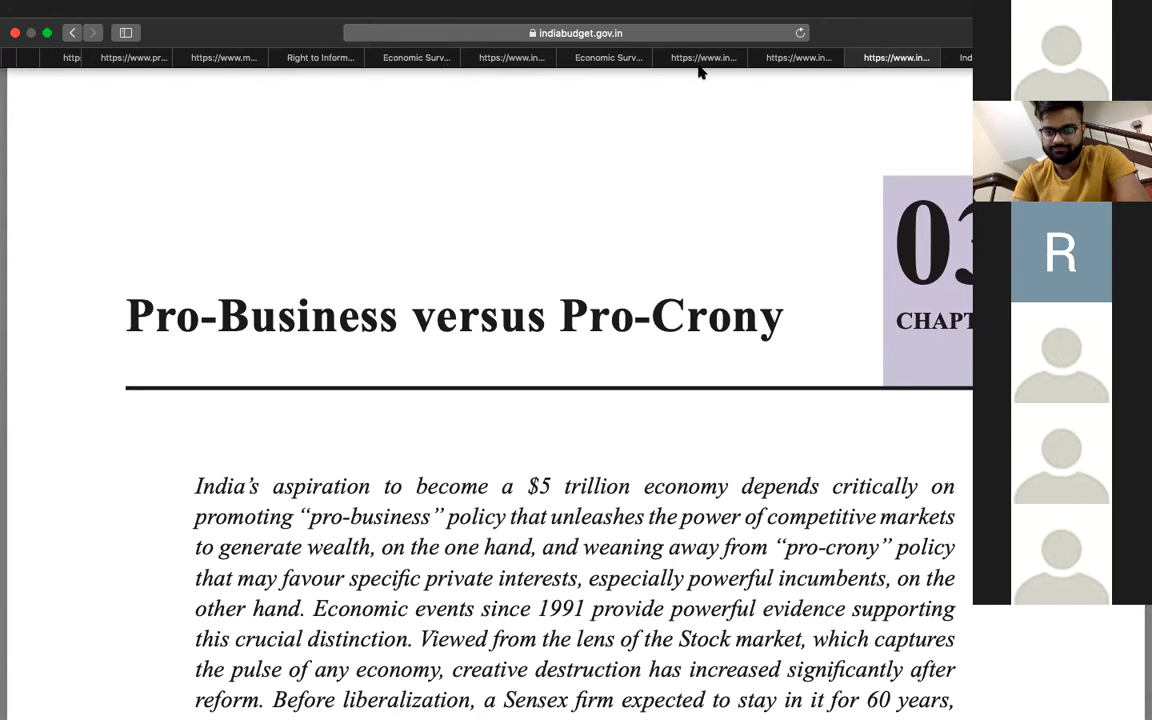 indiabudget.gov.in
http
https://www.pr...
https://www.m...
Right to Inform...
Economic Surv...
https://www.in...
Economic Surv...
https://www.in...
https://www.in...
https://www.in...
Ind
03
CHAPT
Pro-Business versus Pro-Crony
India’s aspiration to become a $5 trillion economy depends critically on
promoting “pro-business” policy that unleashes the power of competitive markets
to generate wealth, on the one hand, and weaning away from “pro-crony” policy
that may favour specific private interests, especially powerful incumbents, on the
other hand. Economic events since 1991 provide powerful evidence supporting
this crucial distinction. Viewed from the lens of the Stock market, which captures
the pulse of any economy, creative destruction has increased significantly after
reform. Before liberalization, a Sensex firm expected to stay in it for 60 years,
R